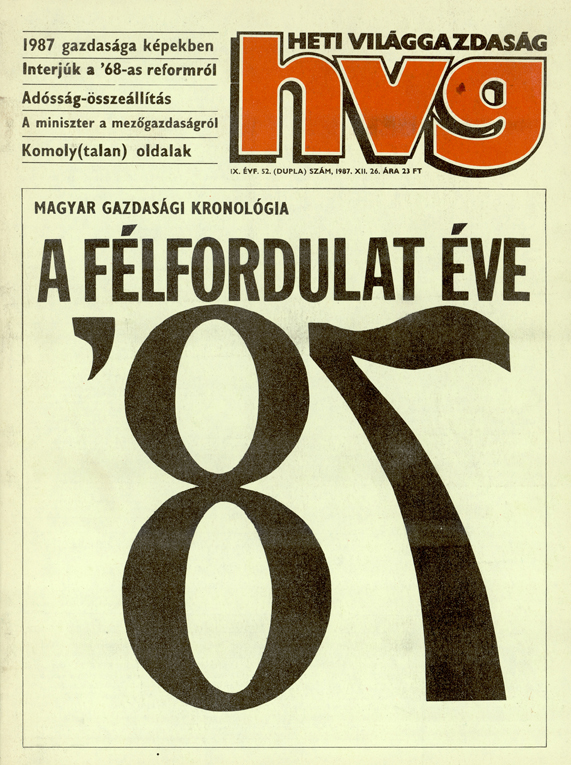 1987 gazdasága képekben
Interjúk a '68-as reformról
Adósság-összeállítás
A miniszter a mezőgazdaságról
Komoly(talan) oldalak
HETI VILÁGGAZDASÁG
hvg
IX. ÉVF. 52. (DUPLA) SZÁM, 1987. XII. 26. ÁRA 23 FT
MAGYAR GAZDASÁGI KRONOLÓGIA
A FÉLFORDULAT ÉVE
'87